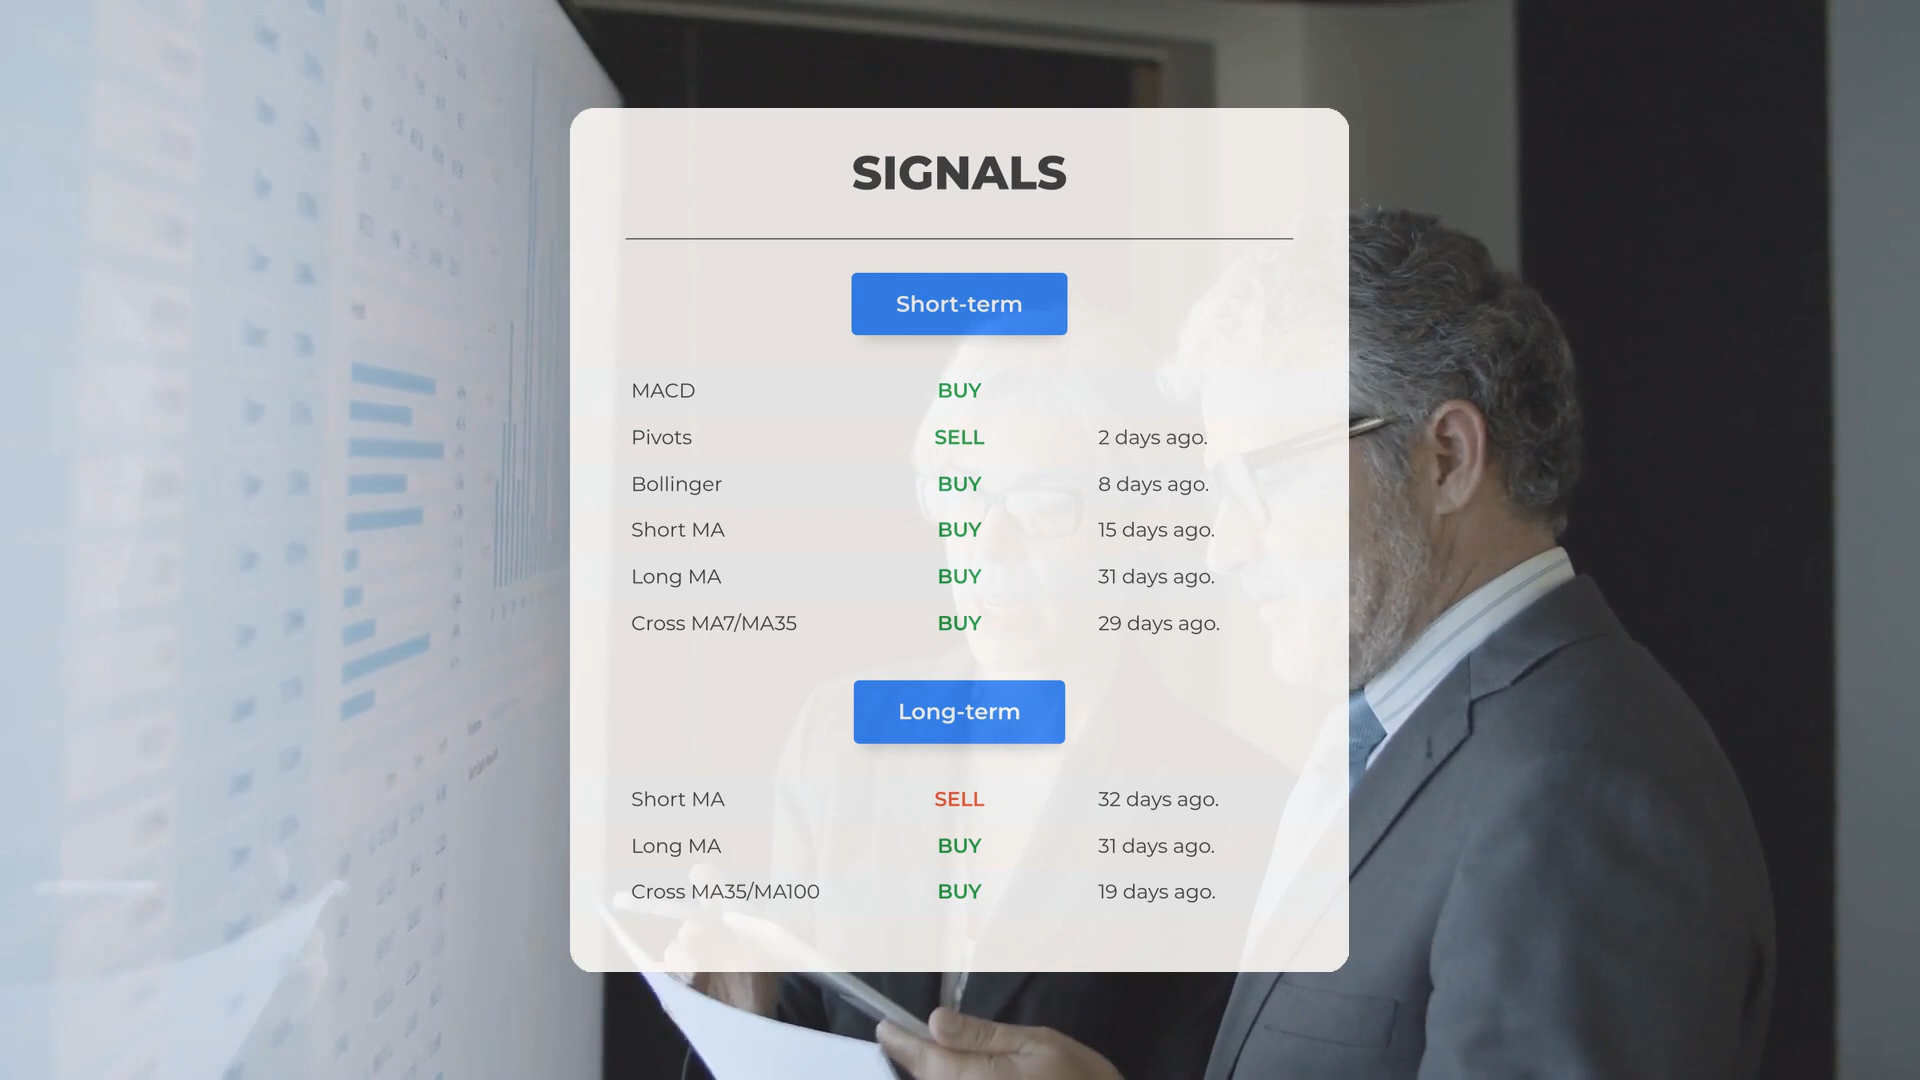 SIGNALS
Short-term
MACD BUY
Pivots SELL 2 days ago.
Bollinger BUY 8 days ago.
Short MA BUY 15 days ago.
Long MA BUY 31 days ago.
Cross MA7/MA35 BUY 29 days ago.
Long-term
Short MA SELL 32 days ago.
Long MA BUY 31 days ago.
Cross MA35/MA100 BUY 19 days ago.